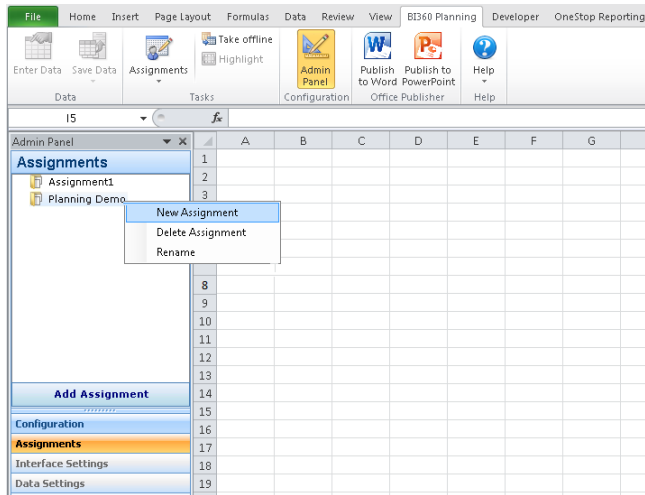 File Home Insert Page Layout Formulas Data Review View BI360 Planning Developer OneStop Reporting
Enter Data Save Data Assignments Take offline Highlight Admin Panel Publish to Word Publish to PowerPoint Help
Data Tasks Configuration Office Publisher Help
I5 fx
Admin Panel A B C D E F G
Assignments 1
Assignment1 2
Planning Demo 3
New Assignment
Delete Assignment
Rename
8
9
10
11
12
13
Add Assignment 14
15
Configuration 16
Assignments 17
Interface Settings 18
Data Settings 19